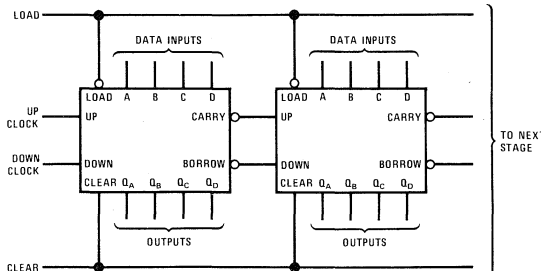 LOAD
DATA INPUTS
DATA INPUTS
LOAD A B C D
LOAD A B C D
UP CLOCK
UP CARRY
UP CARRY
TO NEXT STAGE
DOWN CLOCK
DOWN BORROW
DOWN BORROW
CLEAR QA QB QC QD
CLEAR QA QB QC QD
OUTPUTS
OUTPUTS
CLEAR